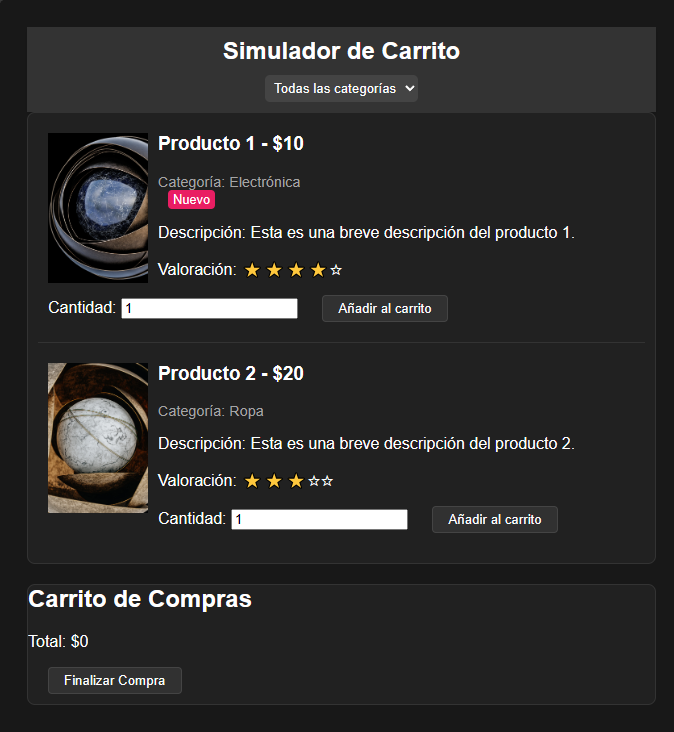 Simulador de Carrito
Todas las categorías
Producto 1 - $10
Categoría: Electrónica
Nuevo
Descripción: Esta es una breve descripción del producto 1.
Valoración: ★ ★ ★ ★ ☆
Cantidad: 1 Añadir al carrito
Producto 2 - $20
Categoría: Ropa
Descripción: Esta es una breve descripción del producto 2.
Valoración: ★ ★ ★ ☆☆
Cantidad: 1 Añadir al carrito
Carrito de Compras
Total: $0
Finalizar Compra